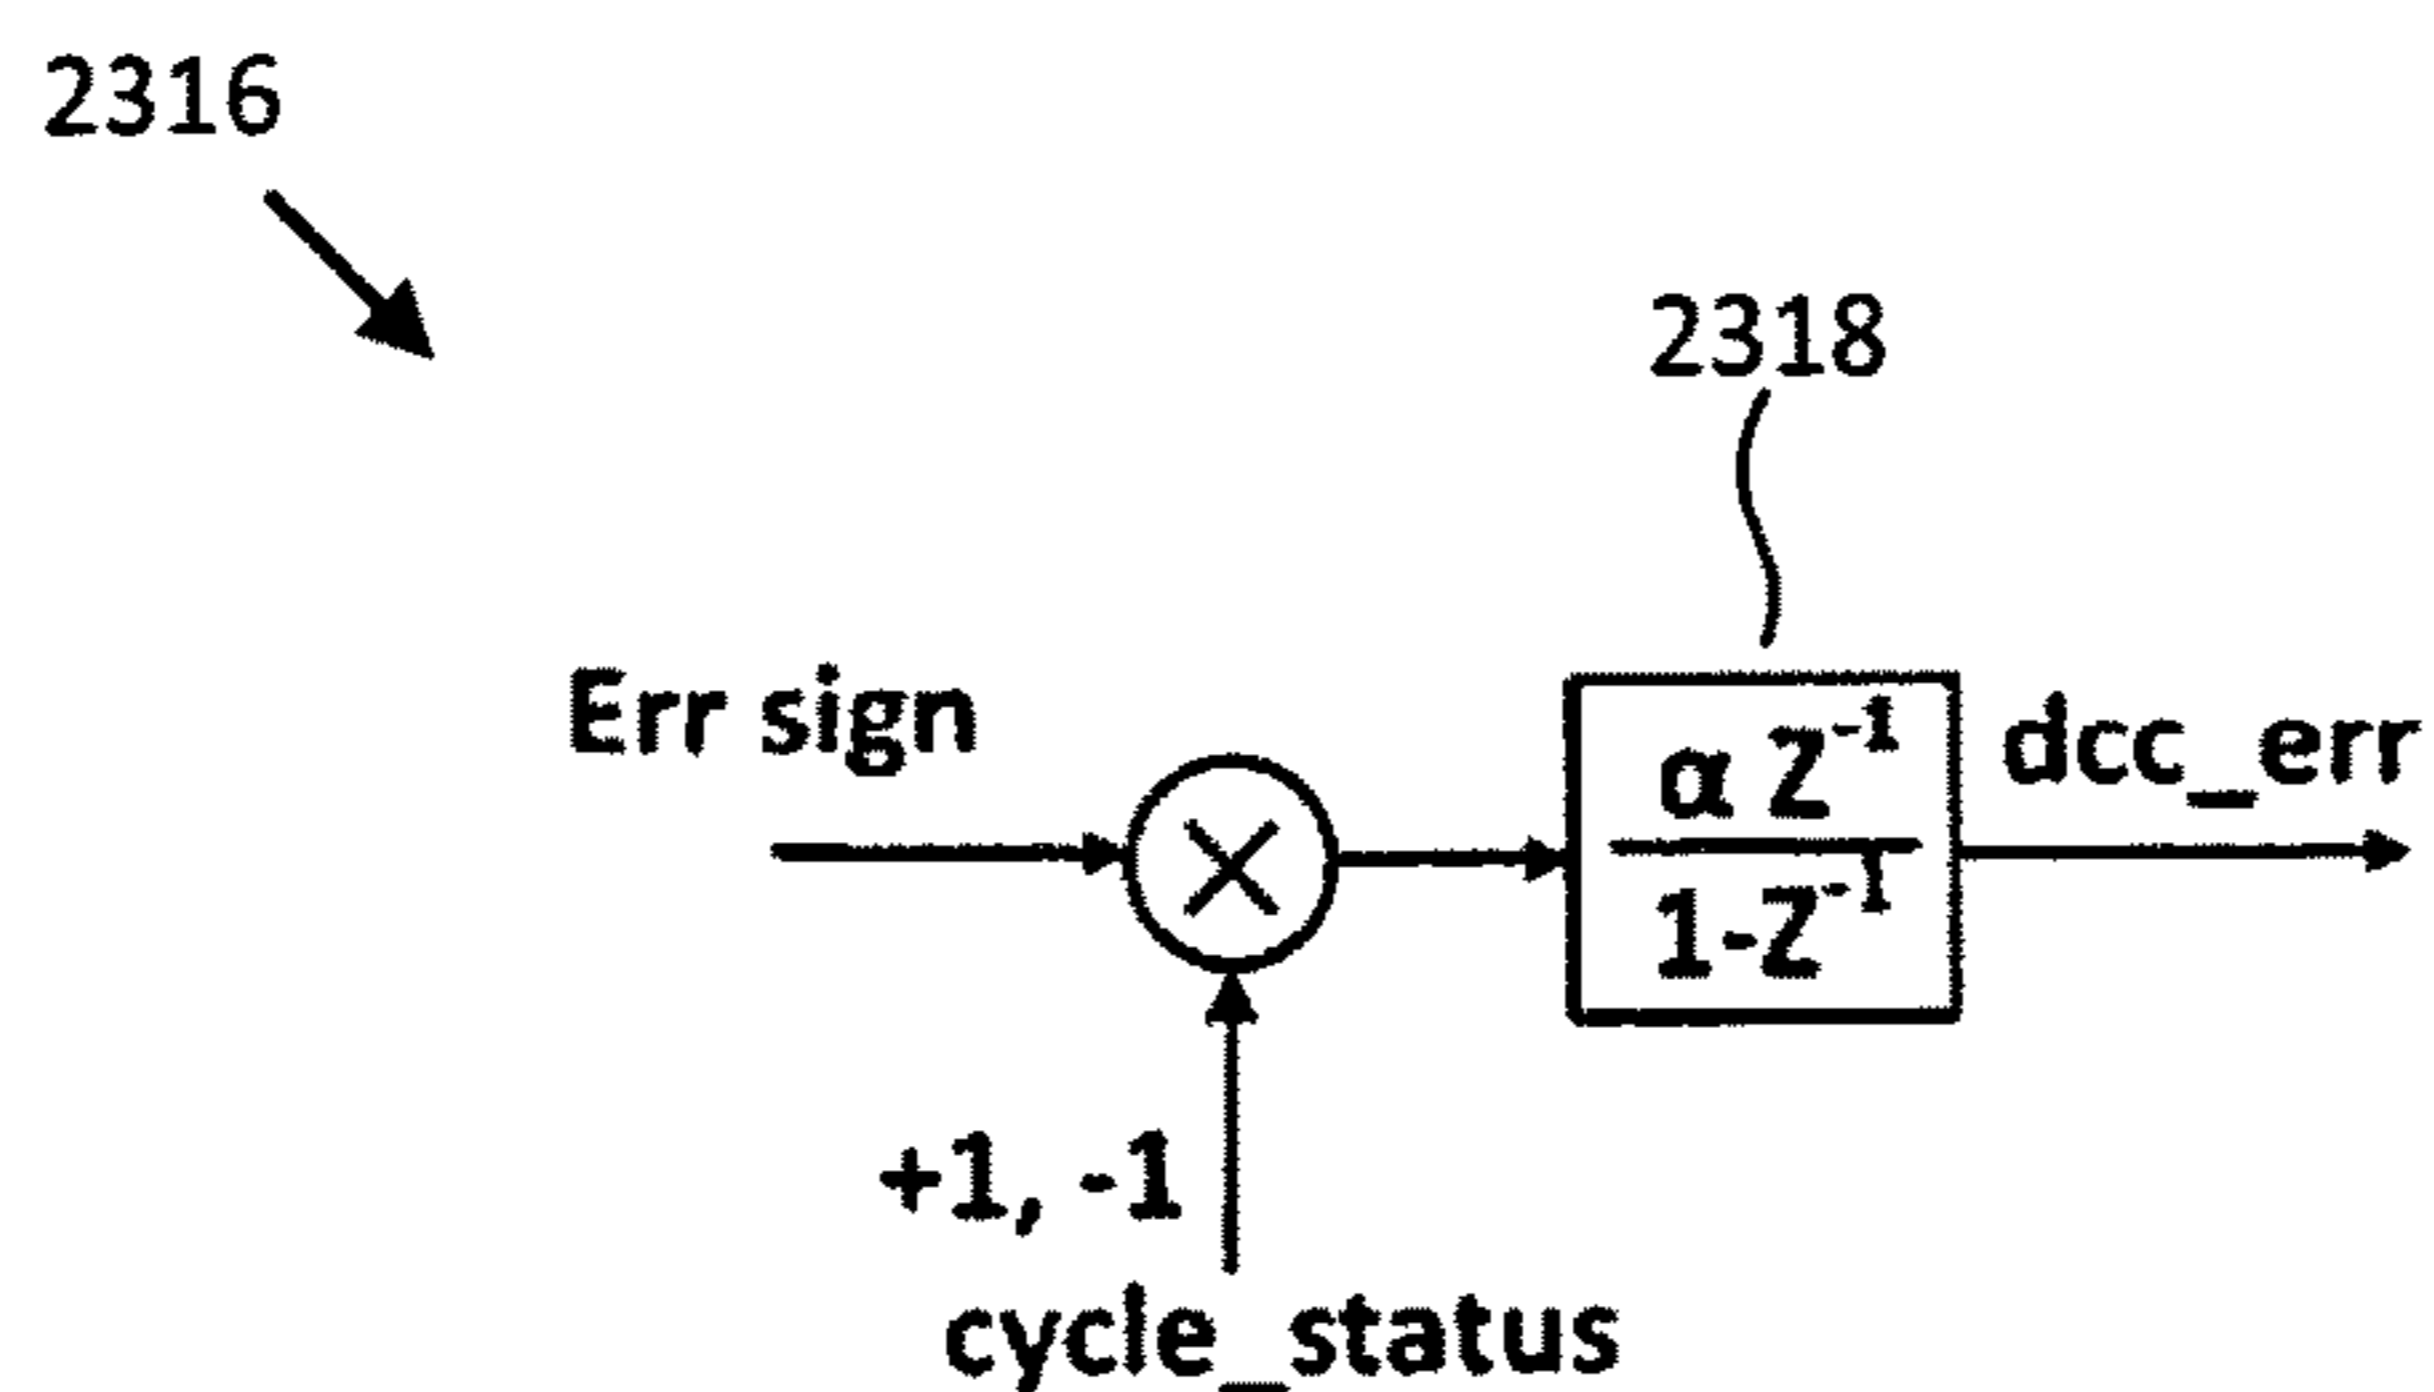 2316
2318
Err sign
α Z⁻¹
1-Z⁻¹
dcc_err
+1, -1
cycle_status